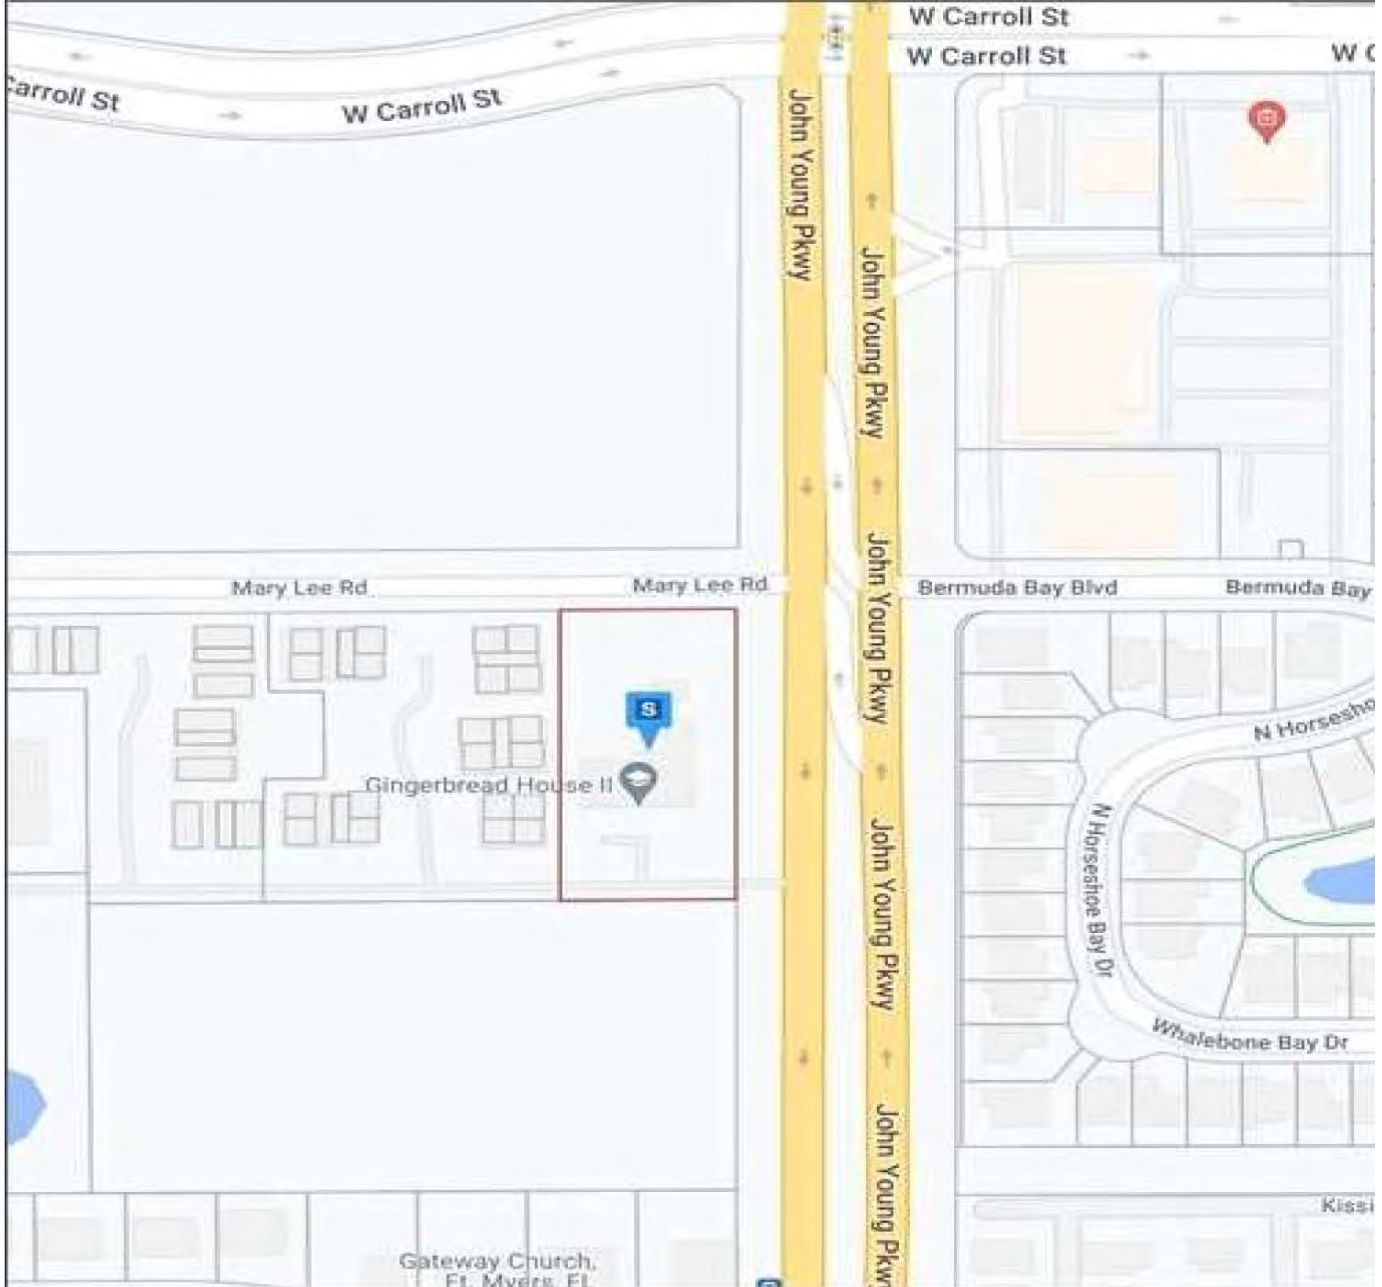 W Carroll St
W Carroll St
W C
Carroll St
W Carroll St
John Young Pkwy
John Young Pkwy
John Young Pkwy
Mary Lee Rd
Mary Lee Rd
Bermuda Bay Blvd
Bermuda Bay
John Young Pkwy
N Horsesho
S
Gingerbread House II
N Horseshoe Bay Dr
John Young Pkwy
Whalebone Bay Dr
John Young Pkwy
Kissi
Gateway Church,
Ft. Myers, FL